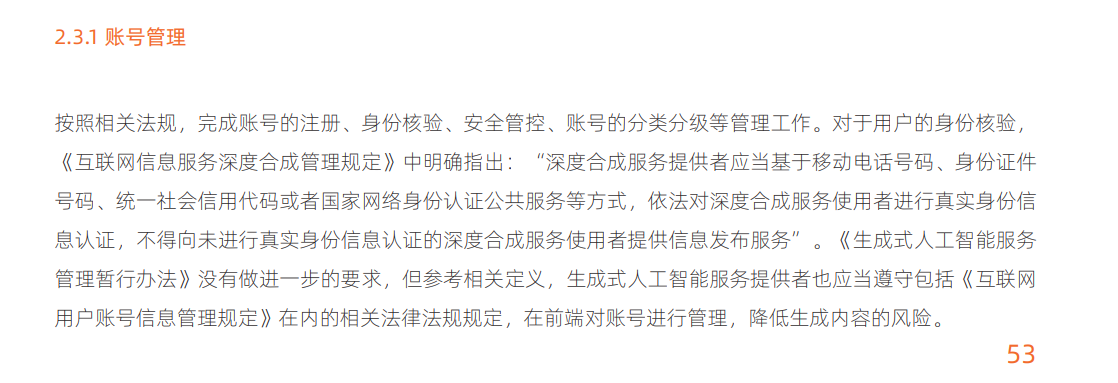 2.3.1 账号管理
按照相关法规，完成账号的注册、身份核验、安全管控、账号的分类分级等管理工作。对于用户的身份核验，
《互联网信息服务深度合成管理规定》中明确指出：“深度合成服务提供者应当基于移动电话号码、身份证件
号码、统一社会信用代码或者国家网络身份认证公共服务等方式，依法对深度合成服务使用者进行真实身份信
息认证，不得向未进行真实身份信息认证的深度合成服务使用者提供信息发布服务”。《生成式人工智能服务
管理暂行办法》没有做进一步的要求，但参考相关定义，生成式人工智能服务提供者也应当遵守包括《互联网
用户账号信息管理规定》在内的相关法律法规规定，在前端对账号进行管理，降低生成内容的风险。
53